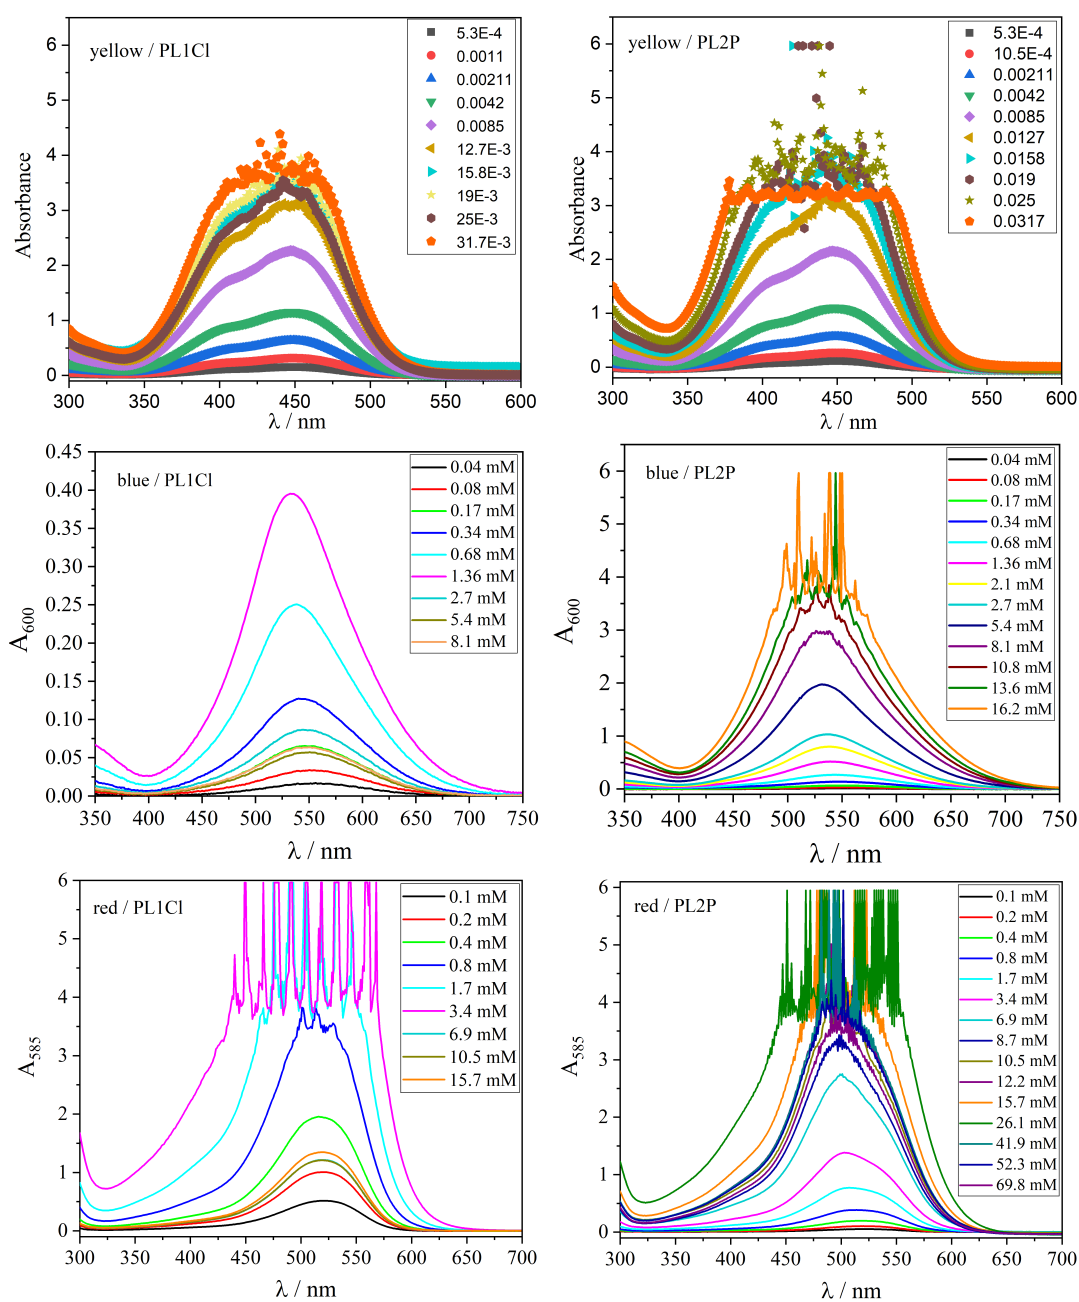 yellow / PL1Cl
5.3E-4
0.0011
0.00211
0.0042
0.0085
12.7E-3
15.8E-3
19E-3
25E-3
31.7E-3
Absorbance
6
5
4
3
2
1
0
300 350 400 450 500 550 600
λ / nm
yellow / PL2P
5.3E-4
10.5E-4
0.00211
0.0042
0.0085
0.0127
0.0158
0.019
0.025
0.0317
Absorbance
6
5
4
3
2
1
0
300 350 400 450 500 550 600
λ / nm
blue / PL1Cl
0.04 mM
0.08 mM
0.17 mM
0.34 mM
0.68 mM
1.36 mM
2.7 mM
5.4 mM
8.1 mM
A600
0.45
0.40
0.35
0.30
0.25
0.20
0.15
0.10
0.05
0.00
350 400 450 500 550 600 650 700 750
λ / nm
blue / PL2P
0.04 mM
0.08 mM
0.17 mM
0.34 mM
0.68 mM
1.36 mM
2.1 mM
2.7 mM
5.4 mM
8.1 mM
10.8 mM
13.6 mM
16.2 mM
A600
6
5
4
3
2
1
0
350 400 450 500 550 600 650 700 750
λ / nm
red / PL1Cl
0.1 mM
0.2 mM
0.4 mM
0.8 mM
1.7 mM
3.4 mM
6.9 mM
10.5 mM
15.7 mM
A585
6
5
4
3
2
1
0
300 350 400 450 500 550 600 650 700
λ / nm
red / PL2P
0.1 mM
0.2 mM
0.4 mM
0.8 mM
1.7 mM
3.4 mM
6.9 mM
8.7 mM
10.5 mM
12.2 mM
15.7 mM
26.1 mM
41.9 mM
52.3 mM
69.8 mM
A585
6
5
4
3
2
1
0
300 350 400 450 500 550 600 650 700
λ / nm